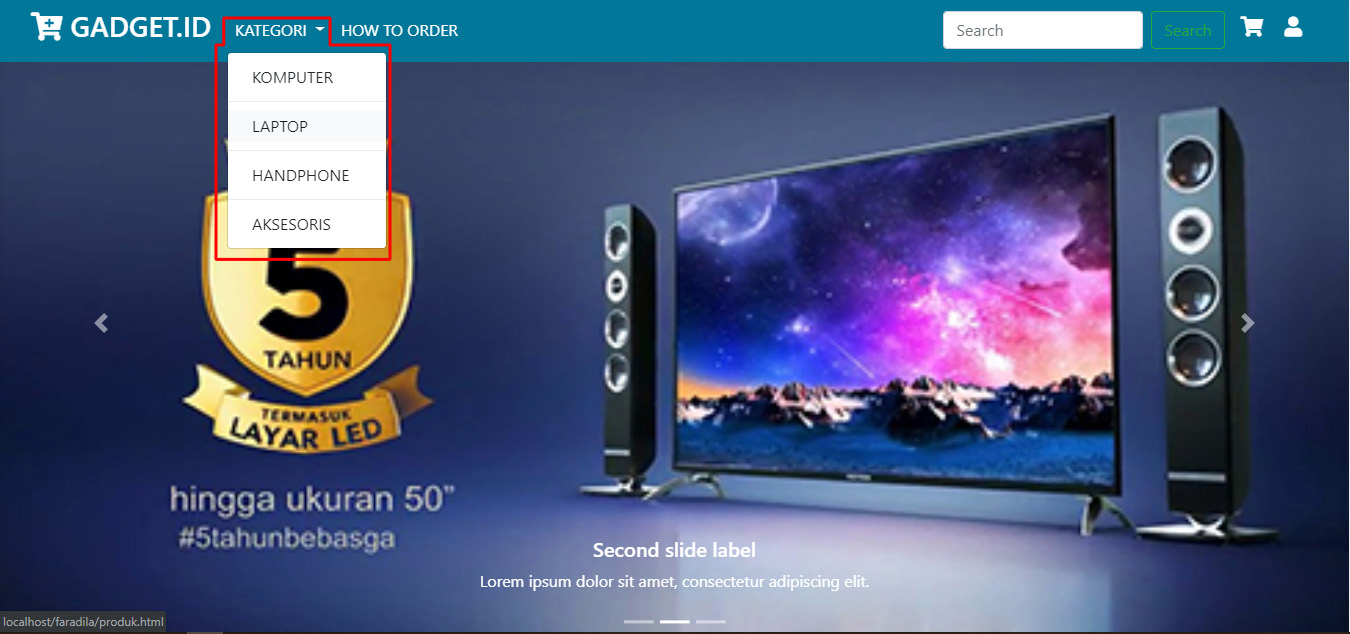 GADGET.ID
KATEGORI
HOW TO ORDER
Search
Search
KOMPUTER
LAPTOP
HANDPHONE
AKSESORIS
5
TAHUN
TERMASUK
LAYAR LED
hingga ukuran 50”
#5tahunbebasga
Second slide label
Lorem ipsum dolor sit amet, consectetur adipiscing elit.
localhost/faradila/produk.html